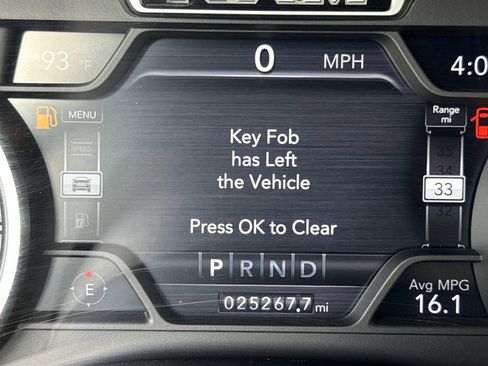 93 °F
0 MPH
4:0
MENU
Range
mi
SPEED
35
34
33
32
Key Fob
has Left
the Vehicle
Press OK to Clear
P R N D
E
025267.7 mi
Avg MPG
16.1